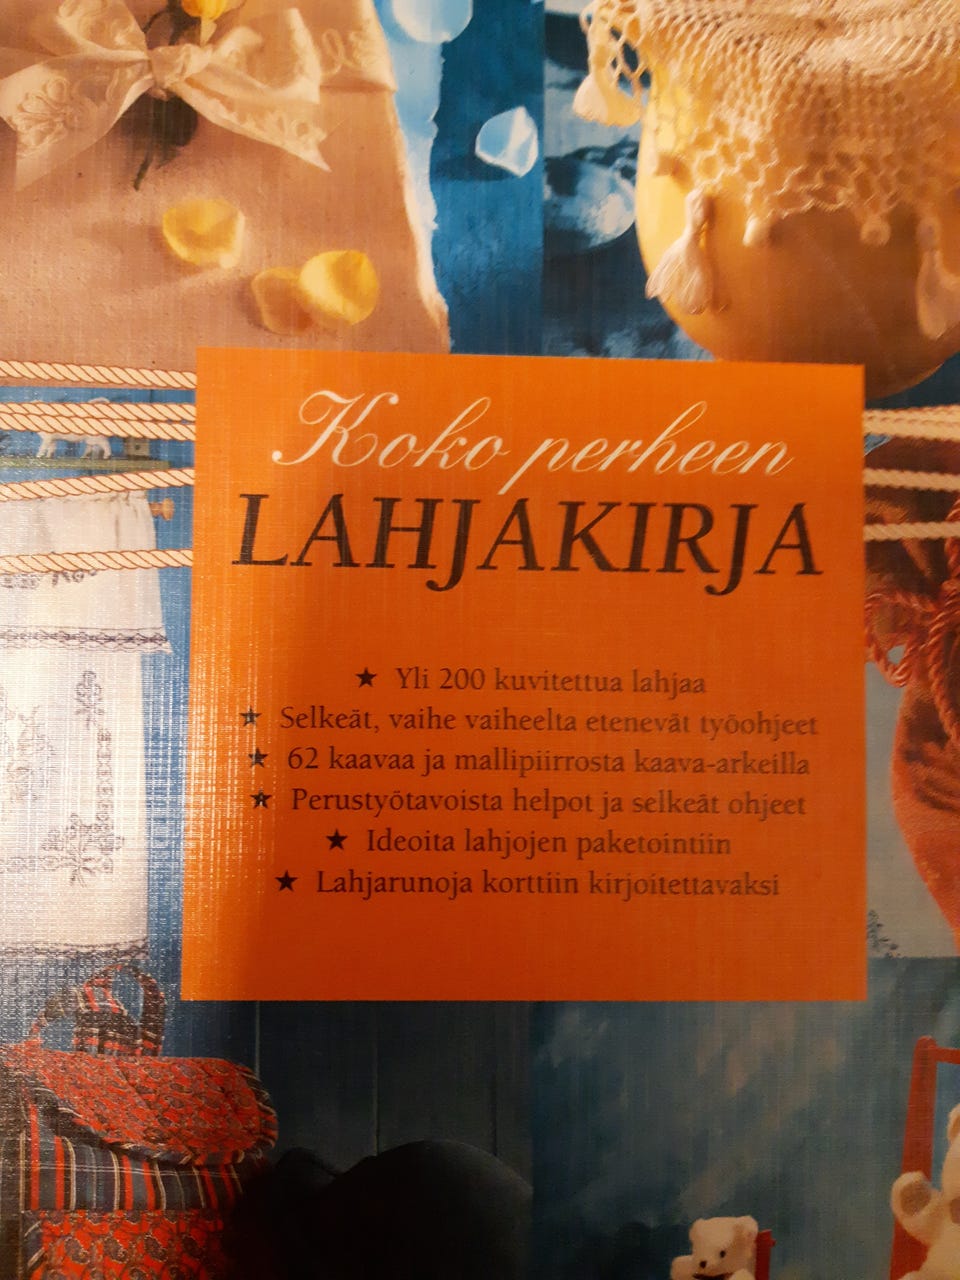 Koko perheen
LAHJAKIRJA
★ Yli 200 kuvitettua lahjaa
★ Selkeät, vaihe vaiheelta etenevät työohjeet
★ 62 kaavaa ja mallipiirrosta kaava-arkeilla
★ Perustyötavoista helpot ja selkeät ohjeet
★ Ideoita lahjojen paketointiin
★ Lahjarunoja korttiin kirjoitettavaksi